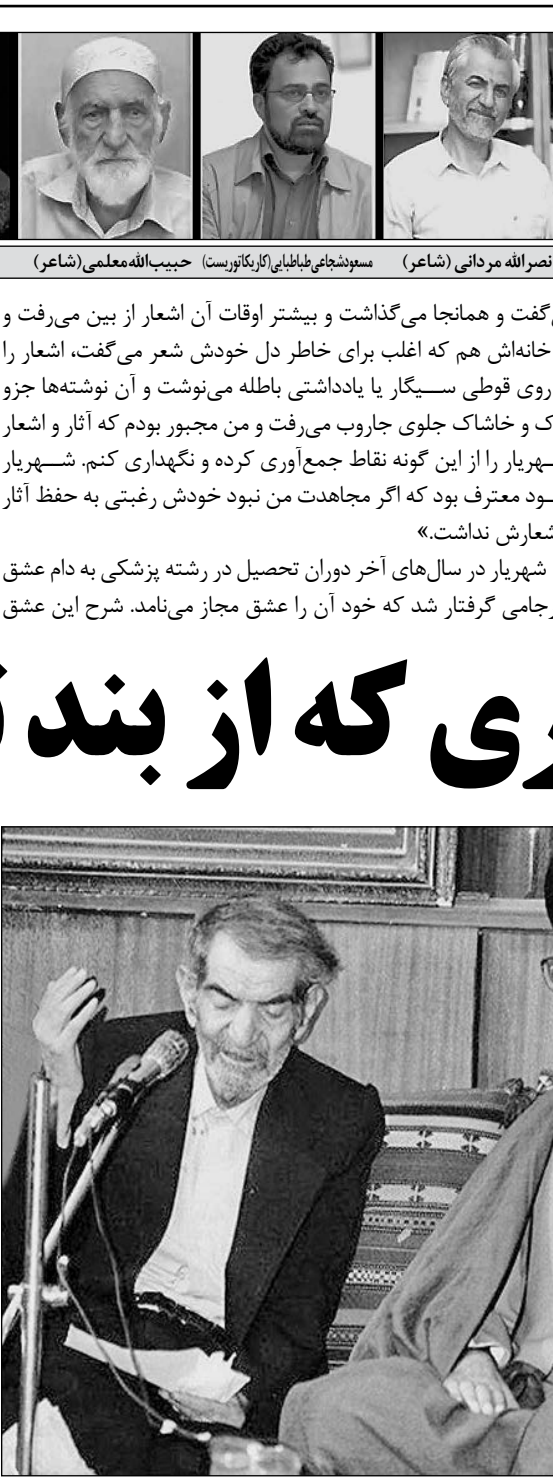 نصرالله مردانی (شاعر) مسعودشجاعی‌طباطبایی(کاریکاتوریست) حبیب‌الله‌معلمی(شاعر)
گفت و همانجا می‌گذاشت و بیشتر اوقات آن اشعار از بین می‌رفت و
خانه‌اش هم که اغلب برای خاطر دل خودش شعر می‌گفت، اشعار را
روی قوطی ســیگار یا یادداشتی باطله می‌نوشت و آن نوشته‌ها جزو
ک و خاشاک جلوی جاروب می‌رفت و من مجبور بودم که آثار و اشعار
ـهریار را از این گونه نقاط جمع‌آوری کرده و نگهداری کنم. شــهریار
ـود معترف بود که اگر مجاهدت من نبود خودش رغبتی به حفظ آثار
شعارش نداشت.»
شهریار در سال‌های آخر دوران تحصیل در رشته پزشکی به دام عشق
رجامی گرفتار شد که خود آن را عشق مجاز می‌نامد. شرح این عشق
ری که از بند